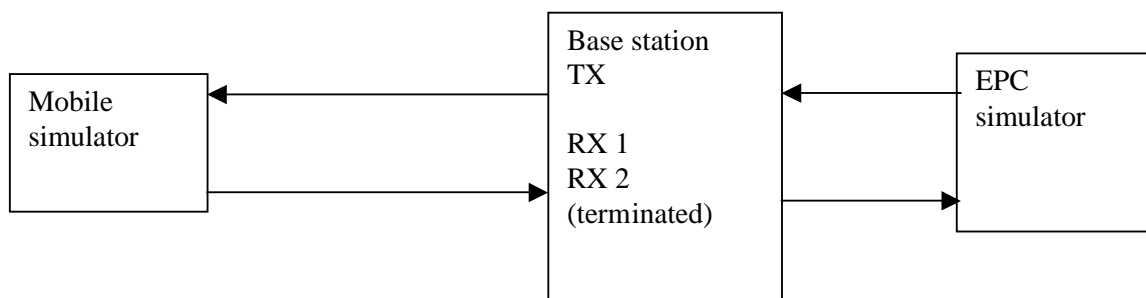 Mobile
simulator
Base station
TX
RX 1
RX 2
(terminated)
EPC
simulator